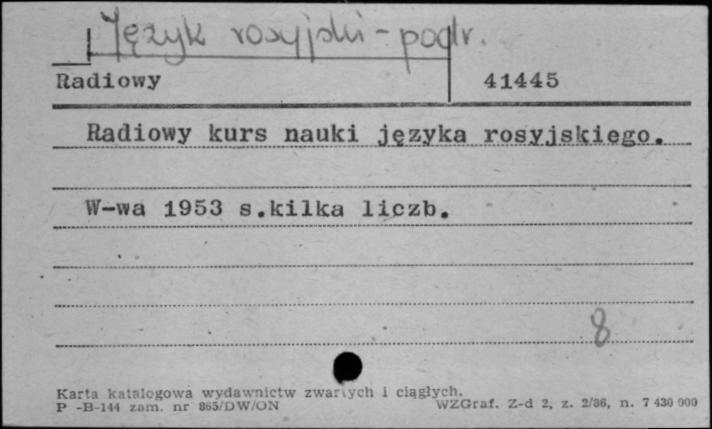 Język rosyjski - podr.
Radiowy 41445
Radiowy kurs nauki języka rosyjskiego.
W-wa 1953 s.kilka liczb.
8
Karta katalogowa wydawnictw zwartych i ciągłych.
P -B-144 zam. nr 865/DW/ON WZGraf. Z-d 2, z. 2/86, n. 7 430 000